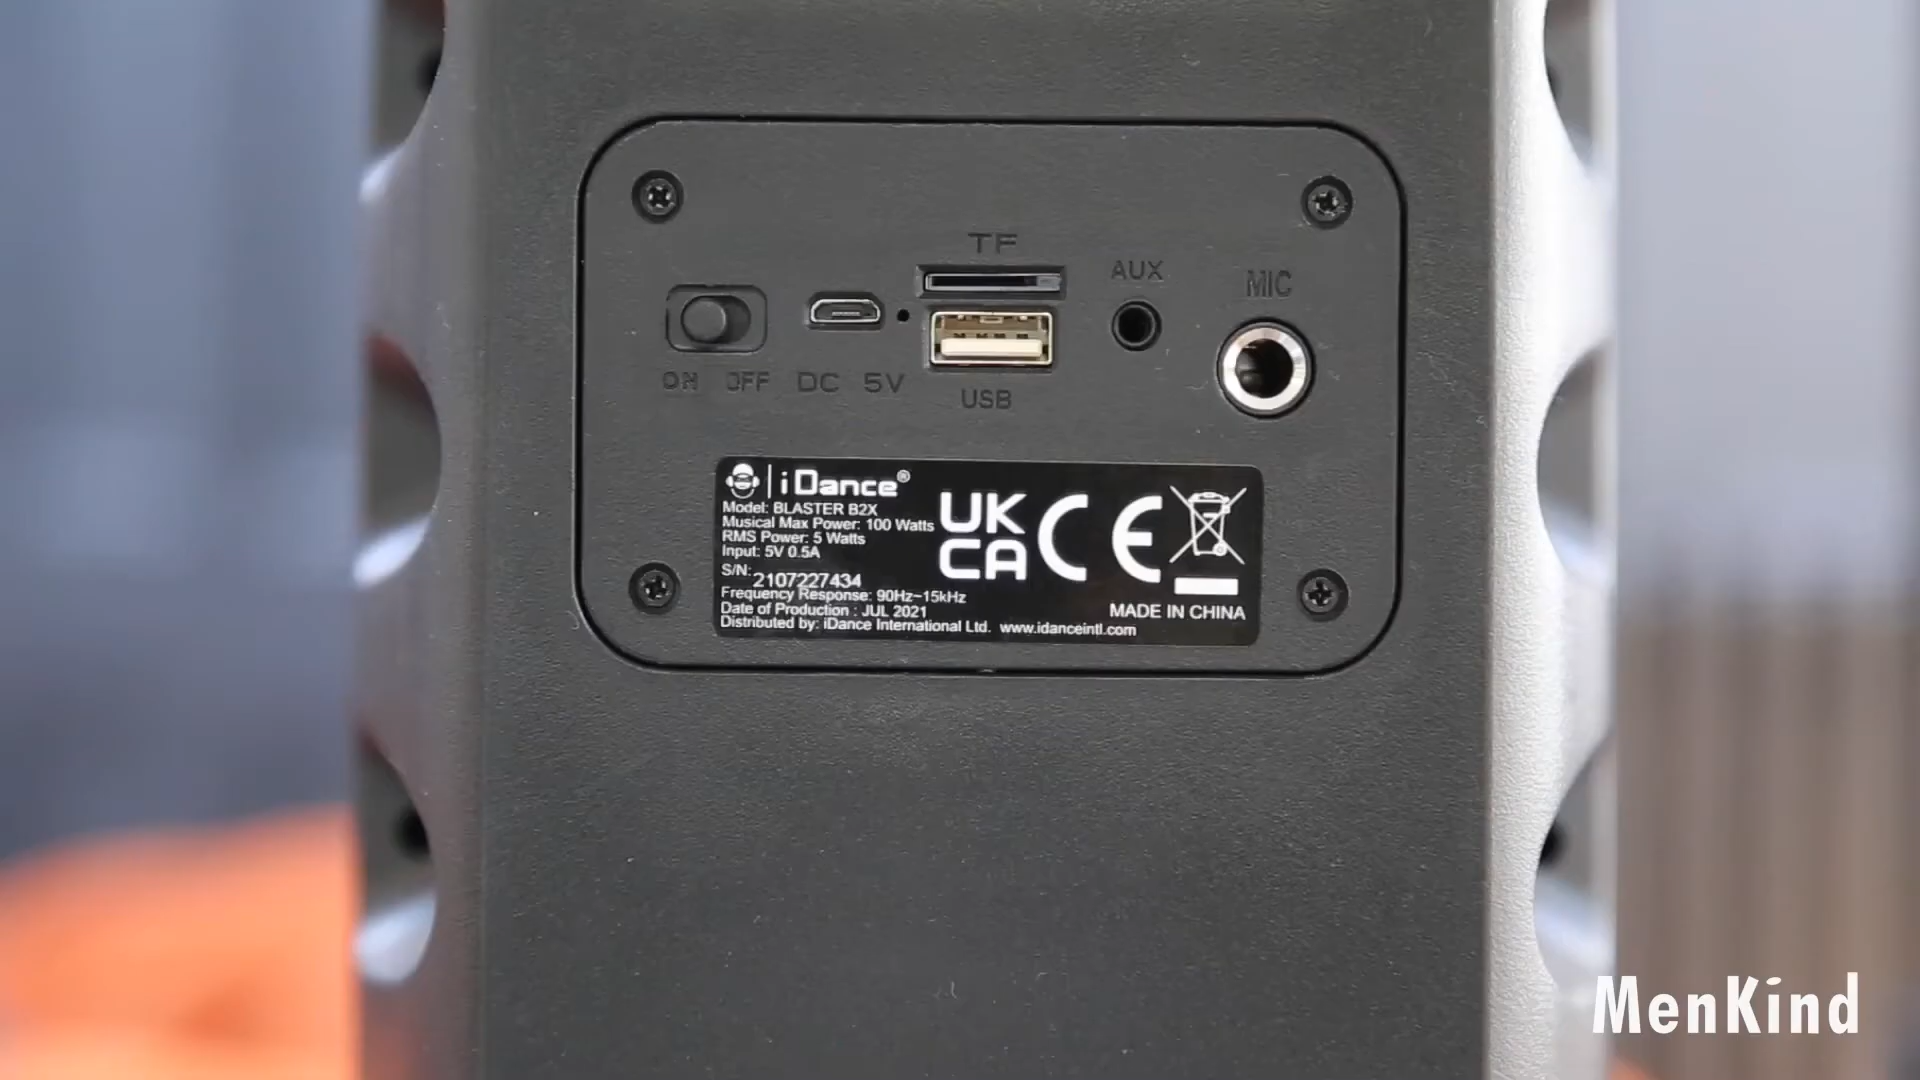 TF
AUX
MIC
ON OFF DC 5V
USB
iDance®
Model: BLASTER B2X
Musical Max Power: 100 Watts
RMS Power: 5 Watts
Input: 5V 0.5A
S/N: 2107227434
Frequency Response: 90Hz~15kHz
Date of Production : JUL 2021
Distributed by: iDance International Ltd. www.idanceintl.com
UK
CA
CE
MADE IN CHINA
MenKind